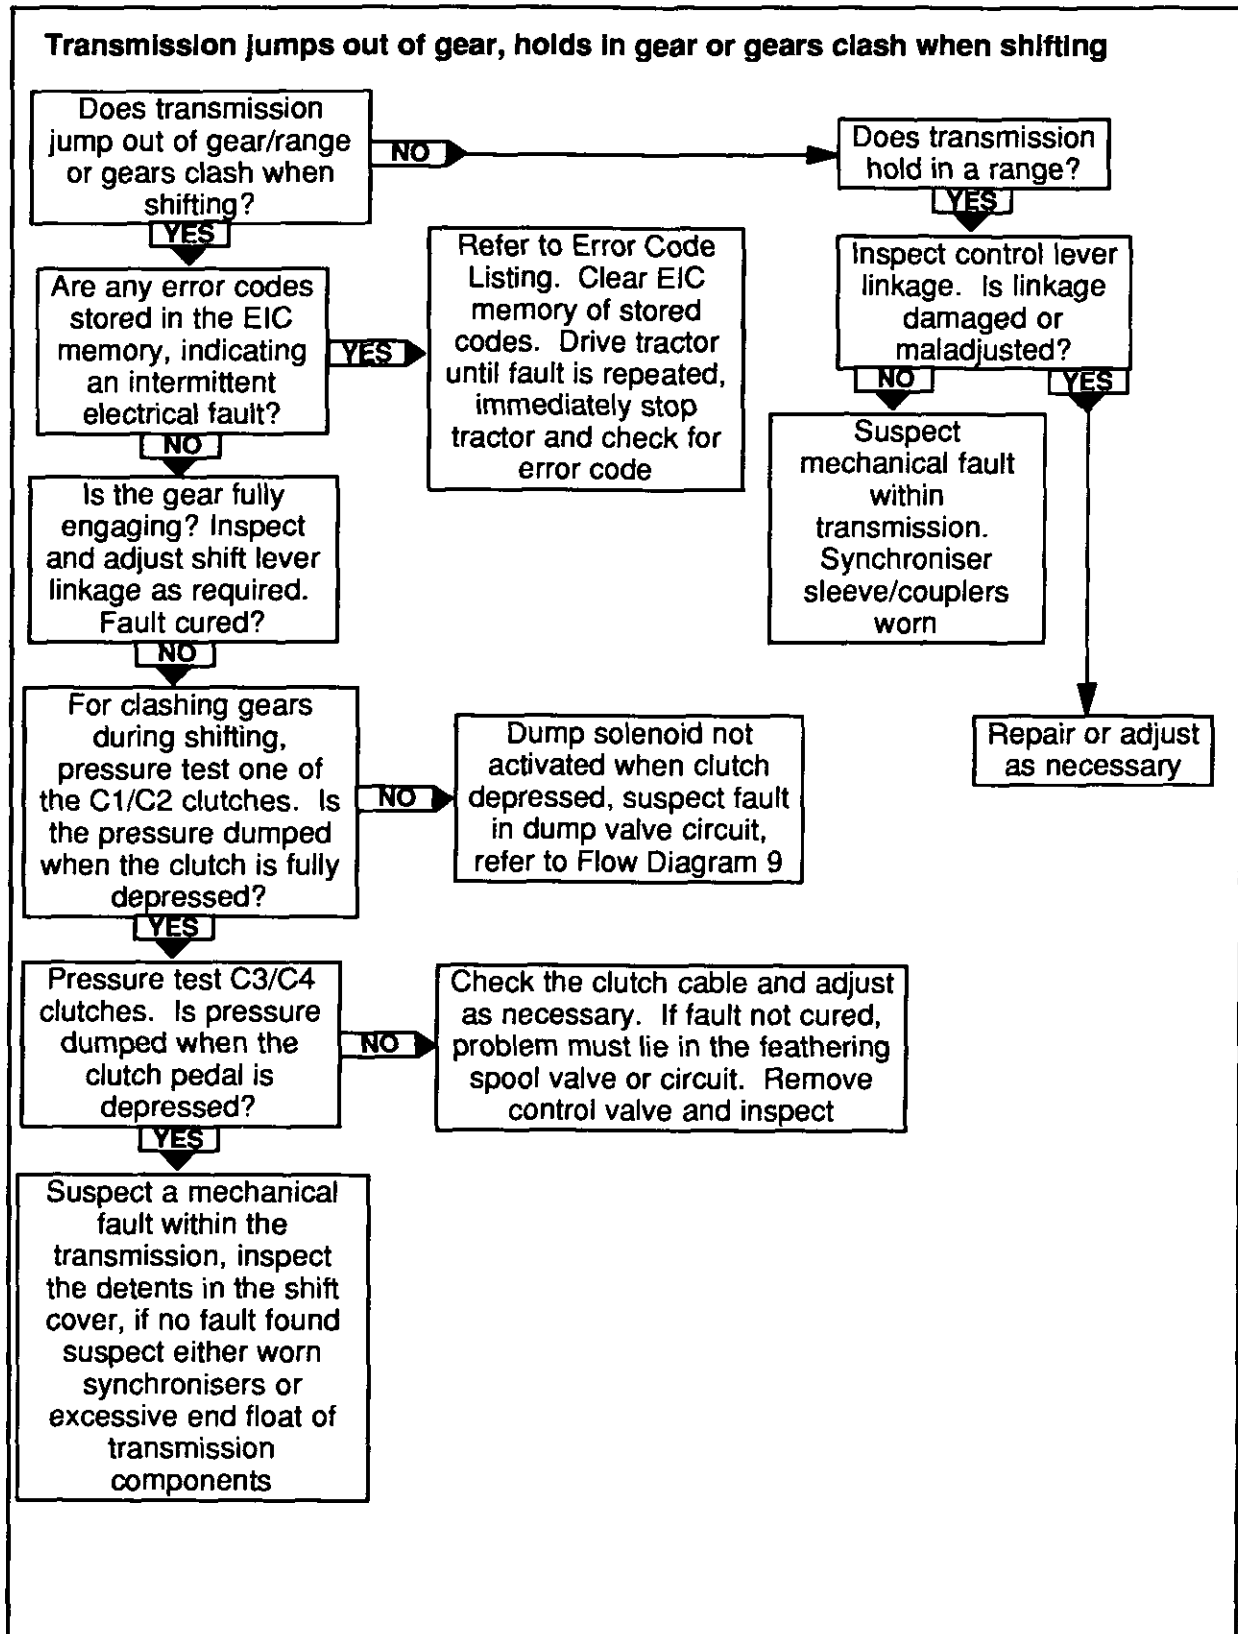 Transmission jumps out of gear, holds in gear or gears clash when shifting
Does transmission
jump out of gear/range
or gears clash when
shifting?
NO
Does transmission
hold in a range?
YES
YES
Are any error codes
stored in the EIC
memory, indicating
an intermittent
electrical fault?
YES
Refer to Error Code
Listing. Clear EIC
memory of stored
codes. Drive tractor
until fault is repeated,
immediately stop
tractor and check for
error code
Inspect control lever
linkage. Is linkage
damaged or
maladjusted?
NO
YES
Suspect
mechanical fault
within
transmission.
Synchroniser
sleeve/couplers
worn
Repair or adjust
as necessary
NO
Is the gear fully
engaging? Inspect
and adjust shift lever
linkage as required.
Fault cured?
NO
For clashing gears
during shifting,
pressure test one of
the C1/C2 clutches. Is
the pressure dumped
when the clutch is fully
depressed?
NO
Dump solenoid not
activated when clutch
depressed, suspect fault
in dump valve circuit,
refer to Flow Diagram 9
YES
Pressure test C3/C4
clutches. Is pressure
dumped when the
clutch pedal is
depressed?
NO
Check the clutch cable and adjust
as necessary. If fault not cured,
problem must lie in the feathering
spool valve or circuit. Remove
control valve and inspect
YES
Suspect a mechanical
fault within the
transmission, inspect
the detents in the shift
cover, if no fault found
suspect either worn
synchronisers or
excessive end float of
transmission
components